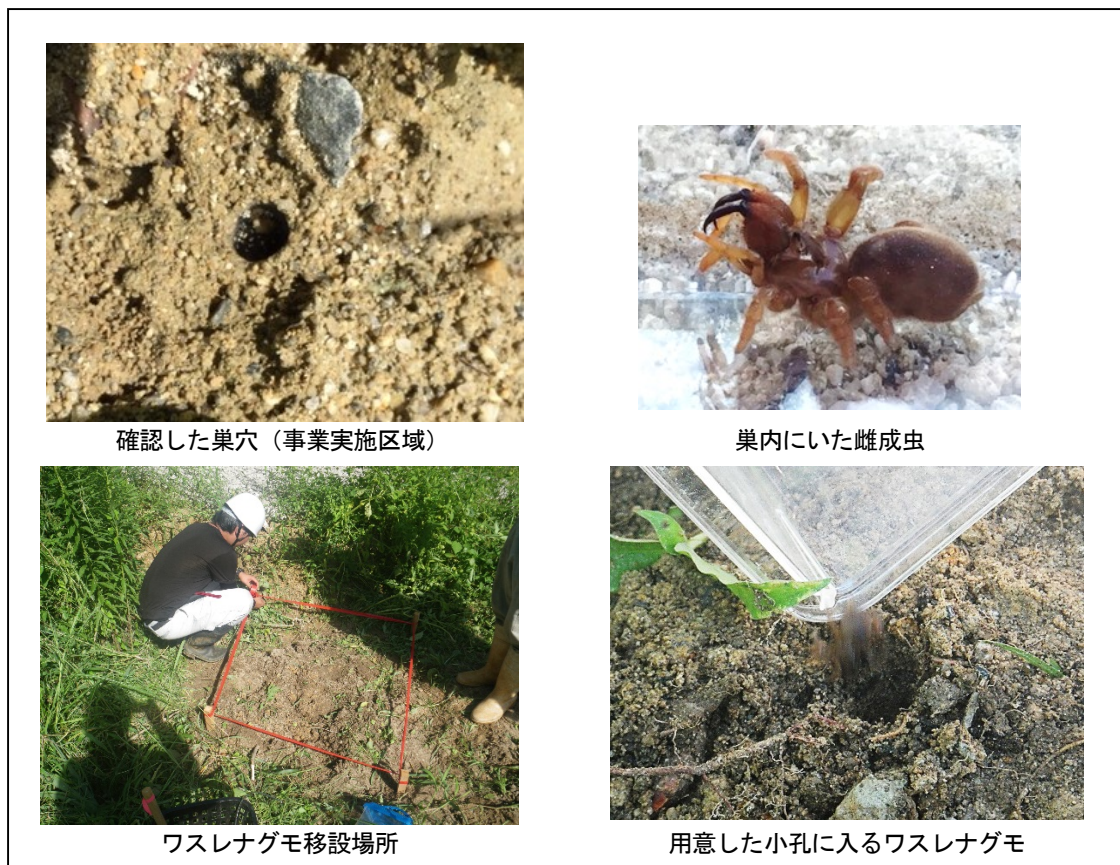 確認した巣穴（事業実施区域）
巣内にいた雌成虫
ワスレナグモ移設場所
用意した小孔に入るワスレナグモ